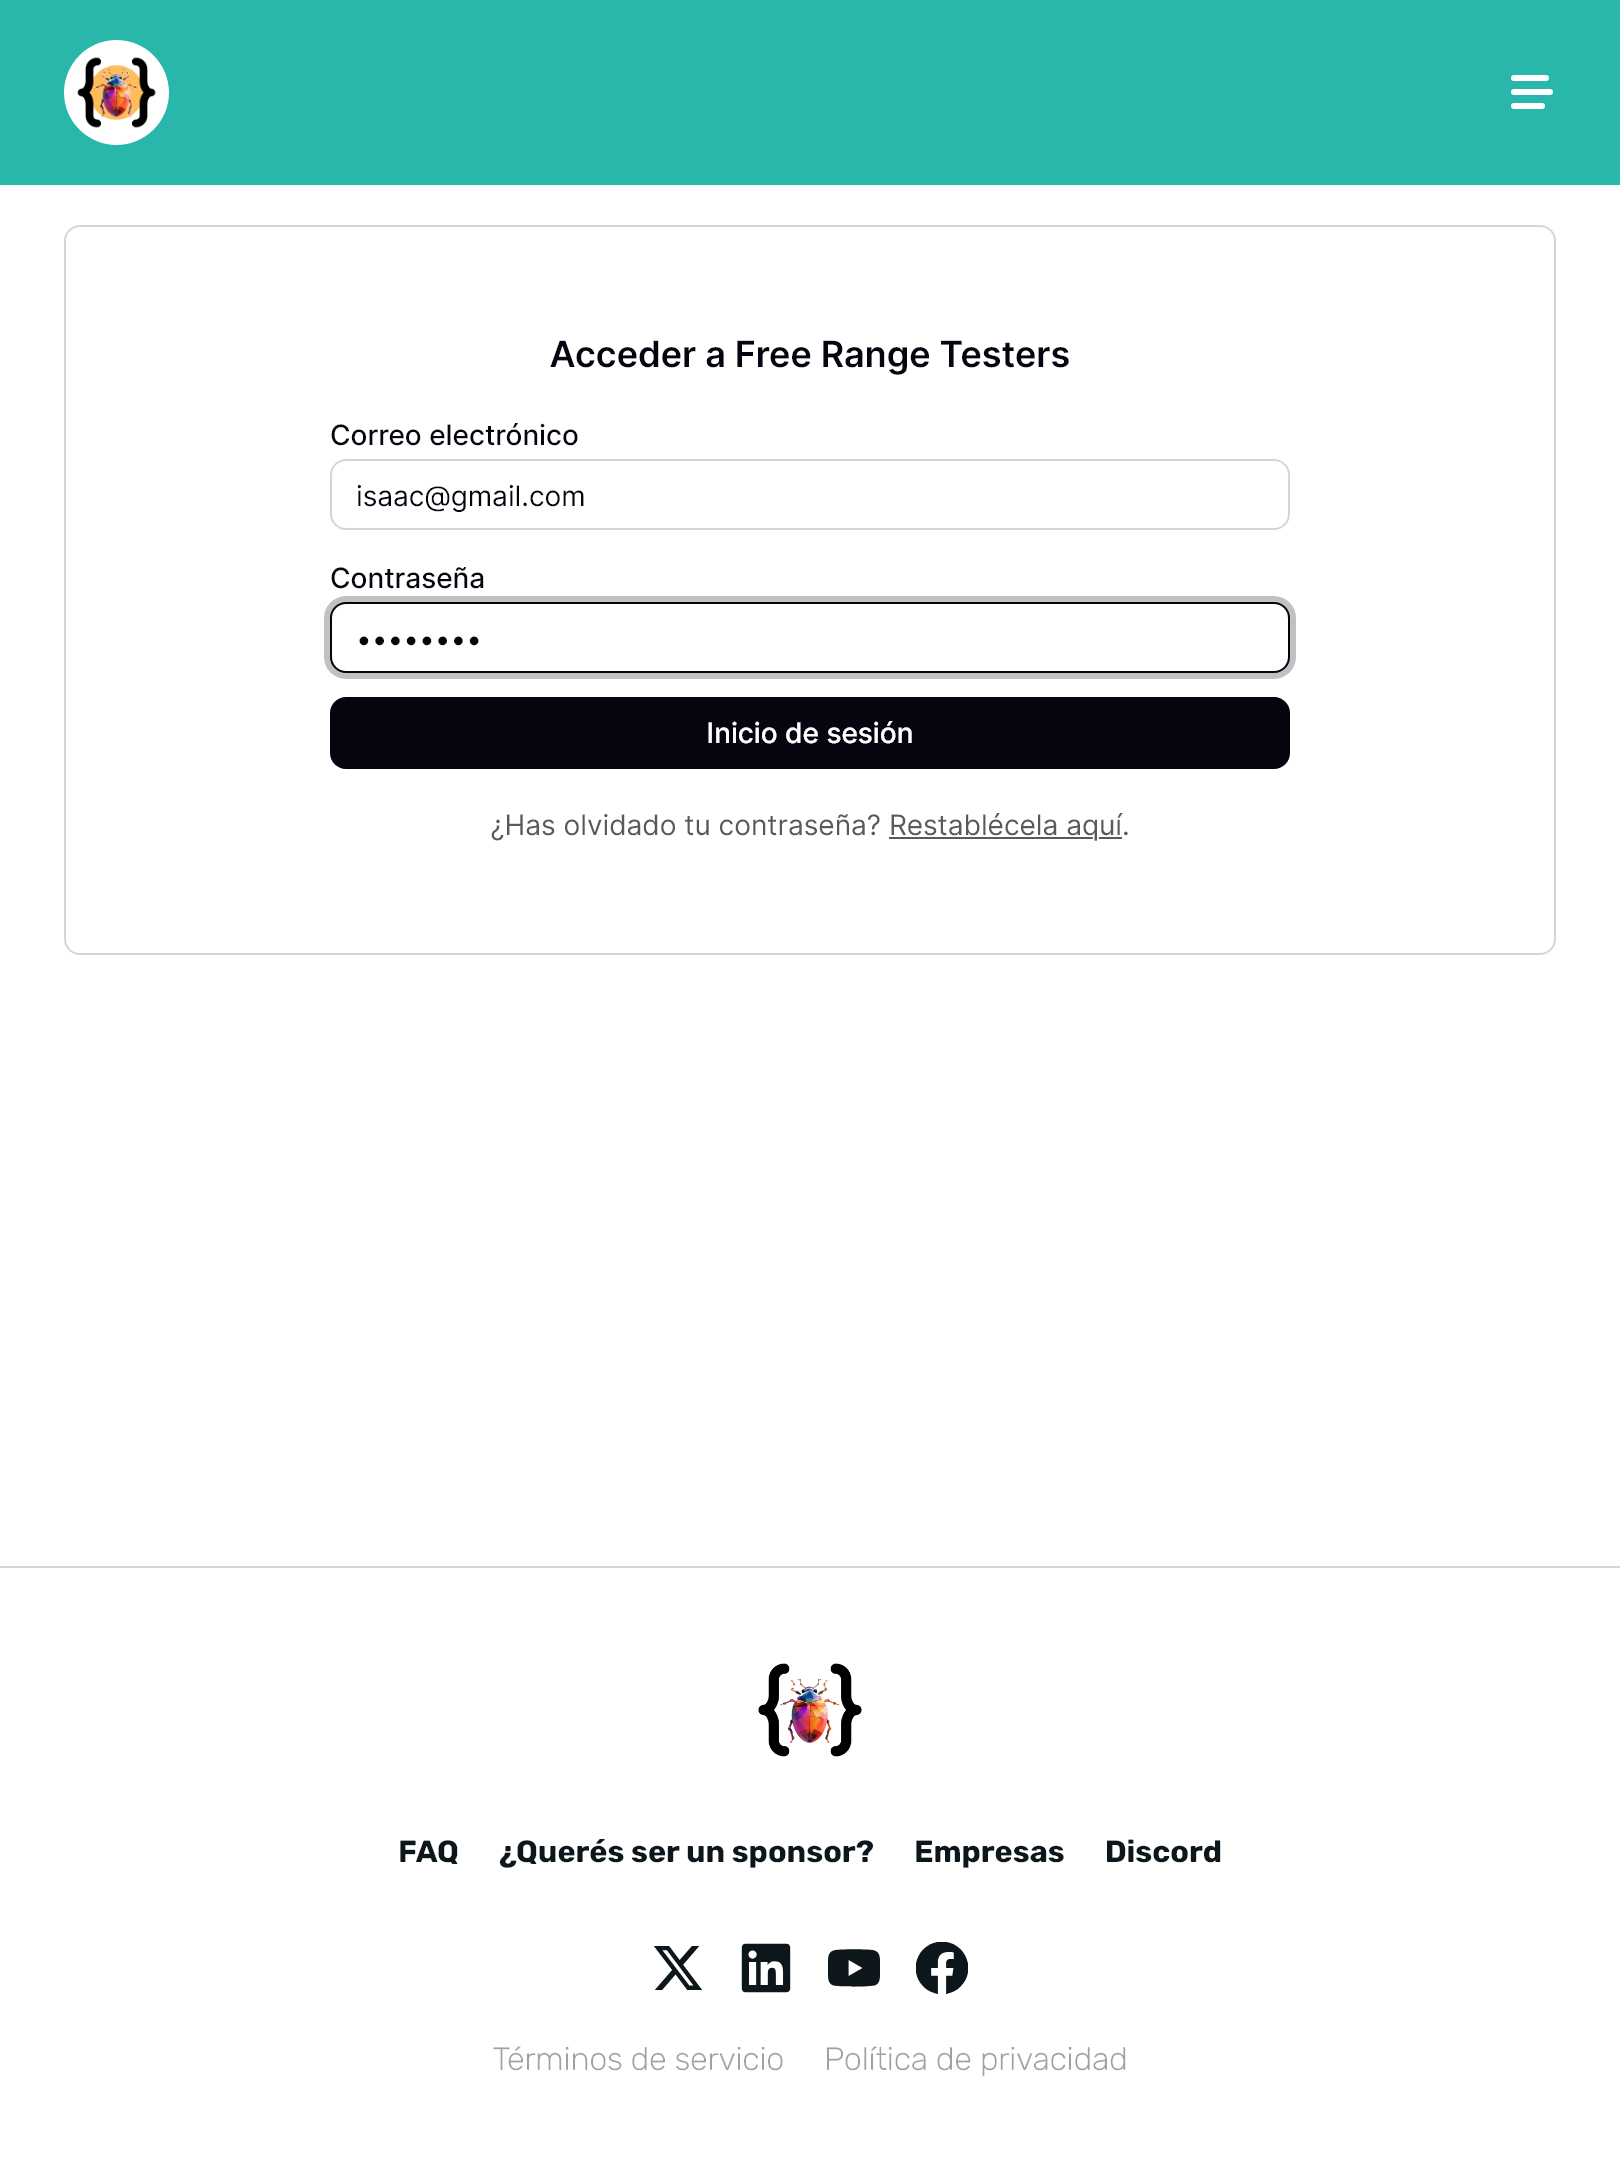 Acceder a Free Range Testers
Correo electrónico
isaac@gmail.com
Contraseña
••••••••
Inicio de sesión
¿Has olvidado tu contraseña? Restablécela aquí.
FAQ ¿Querés ser un sponsor? Empresas Discord
Términos de servicio Política de privacidad